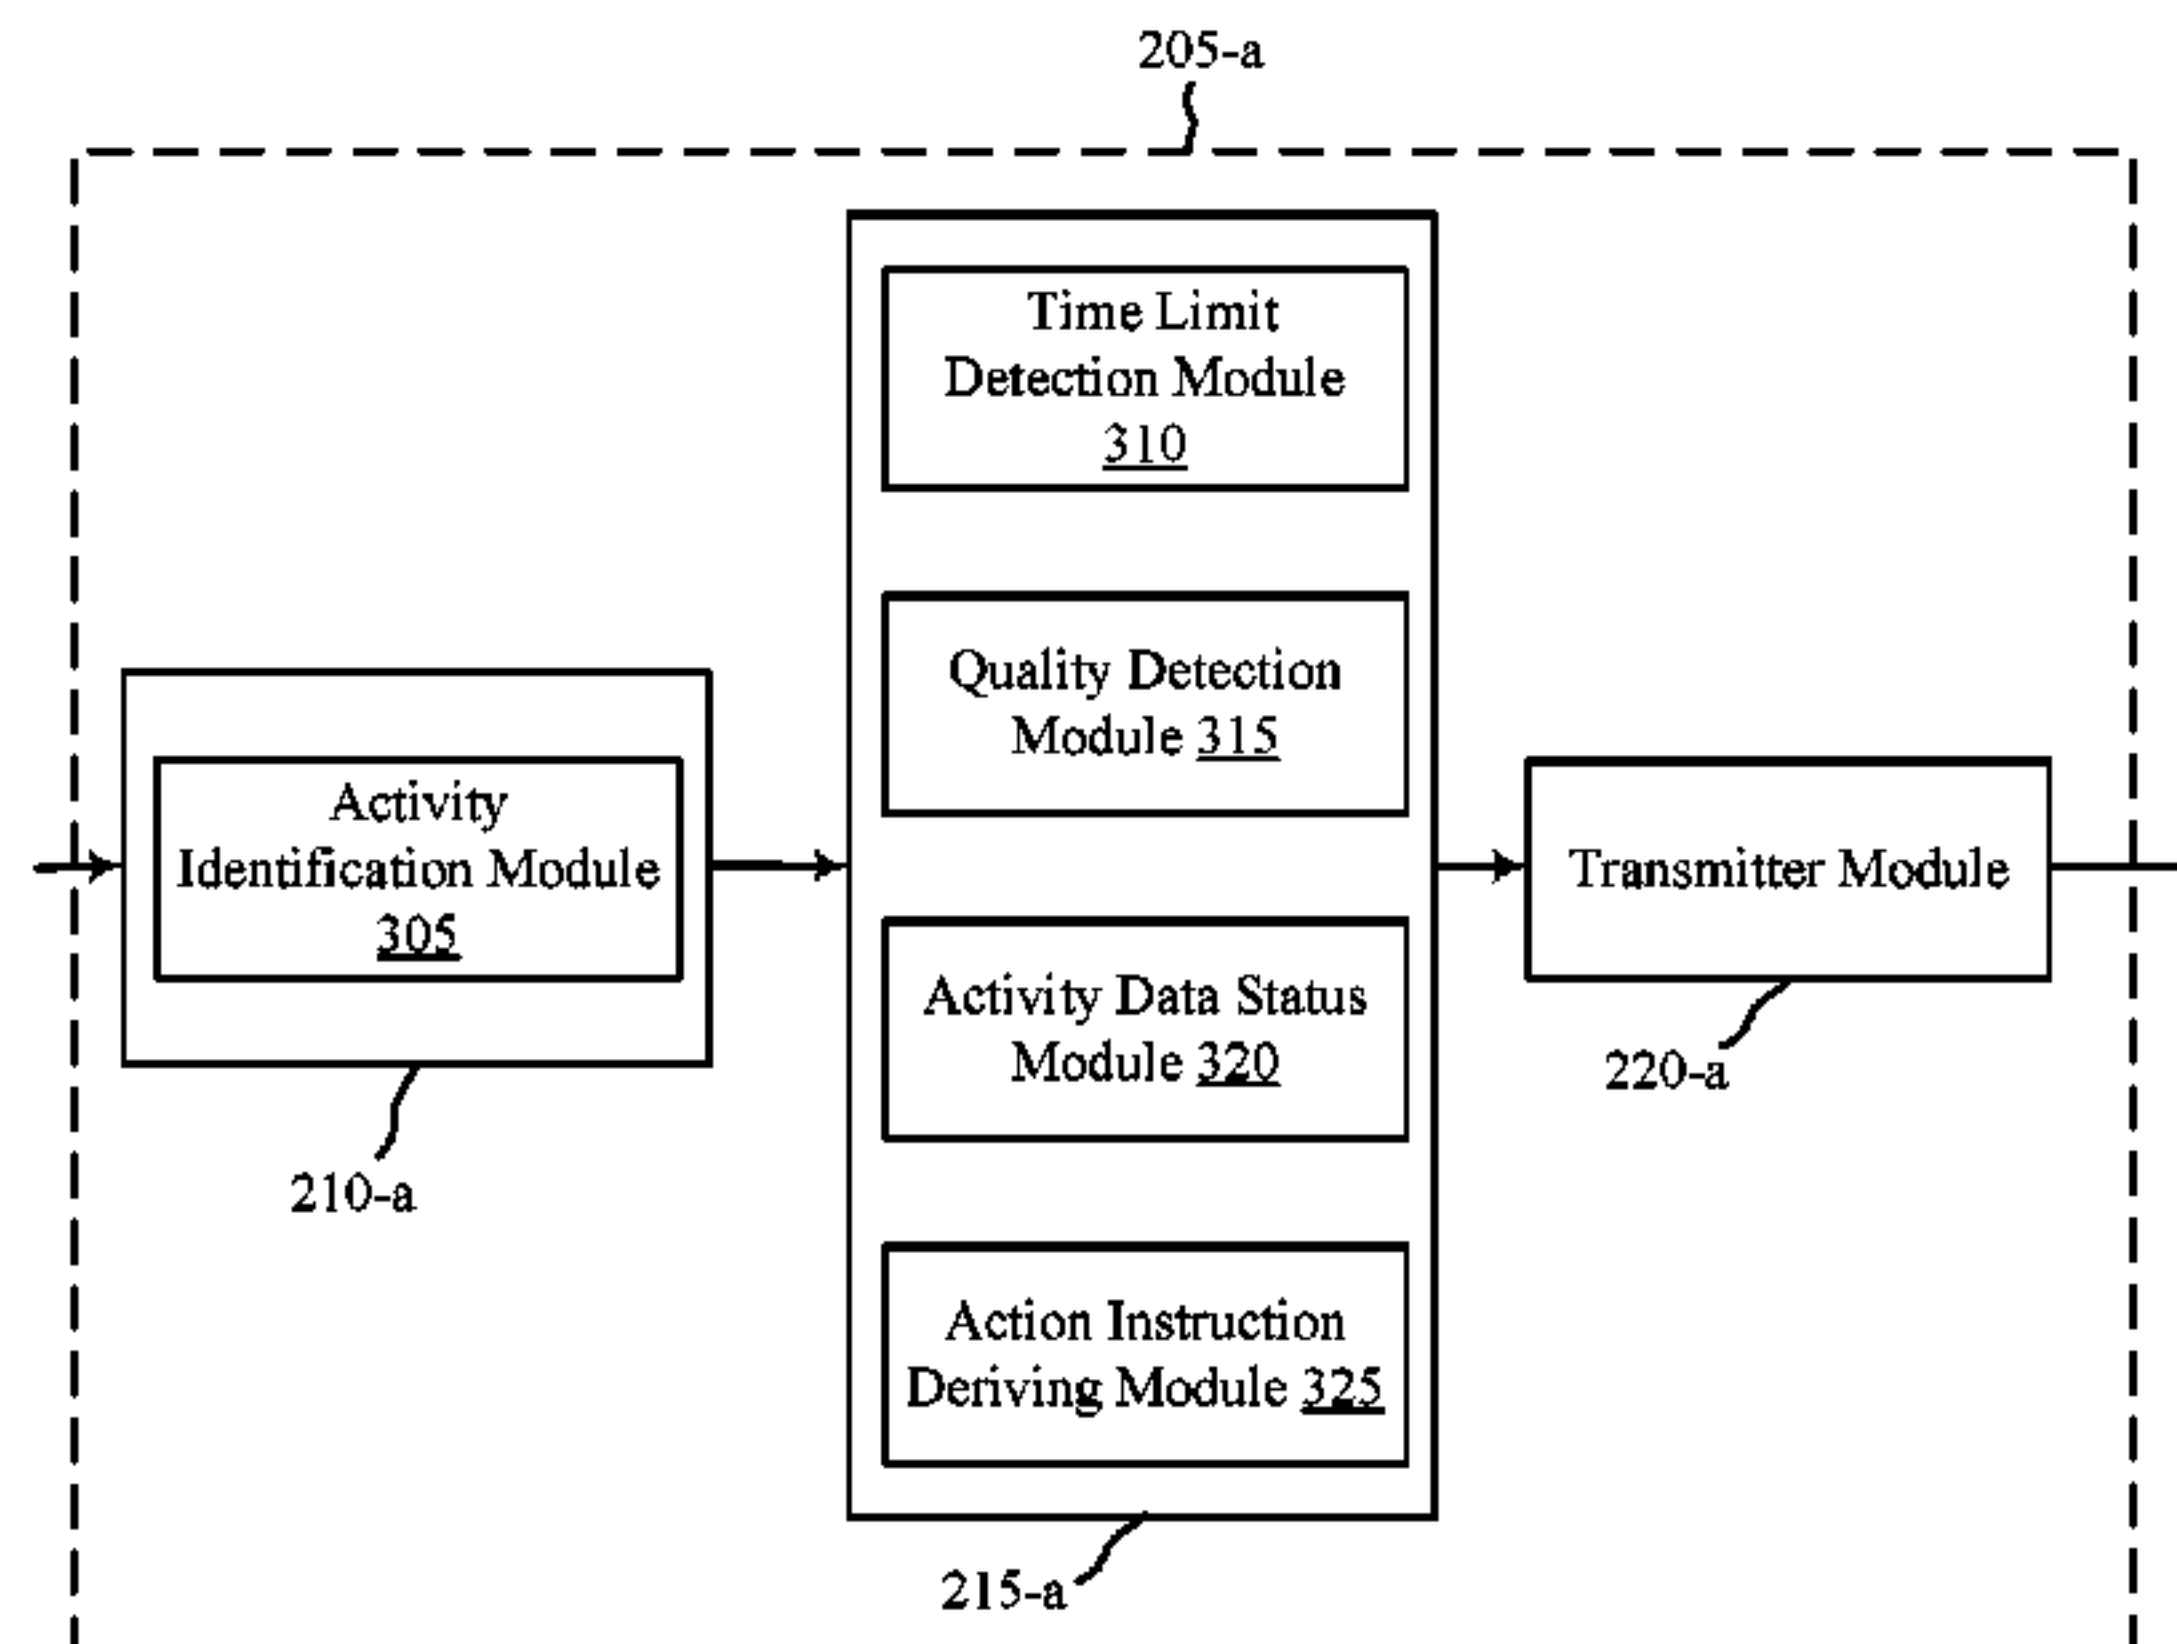 205-a
Time Limit
Detection Module
310
Quality Detection
Module 315
Activity
Identification Module
305
Transmitter Module
Activity Data Status
Module 320
220-a
210-a
Action Instruction
Deriving Module 325
215-a